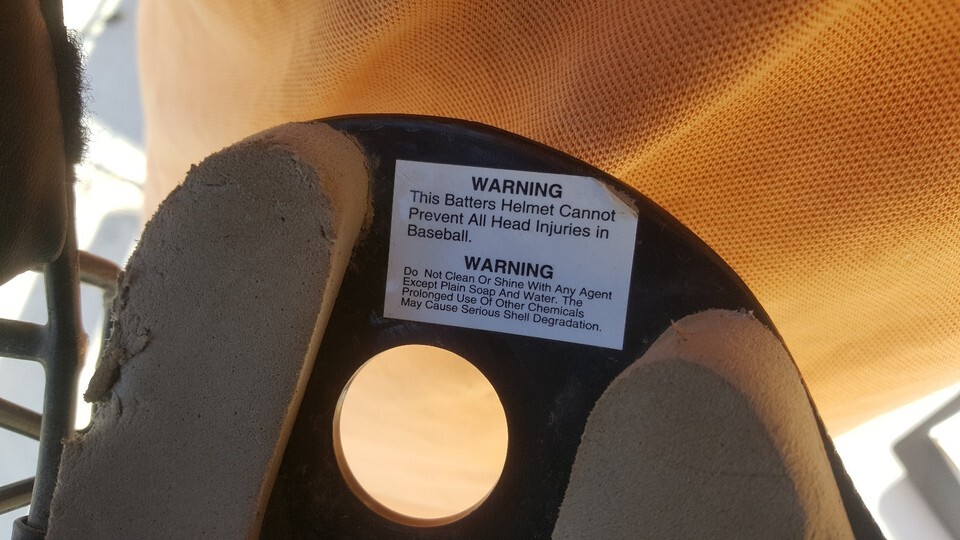 WARNING
This Batters Helmet Cannot
Prevent All Head Injuries in
Baseball.
WARNING
Do Not Clean Or Shine With Any Agent
Except Plain Soap And Water. The
Prolonged Use Of Other Chemicals
May Cause Serious Shell Degradation.